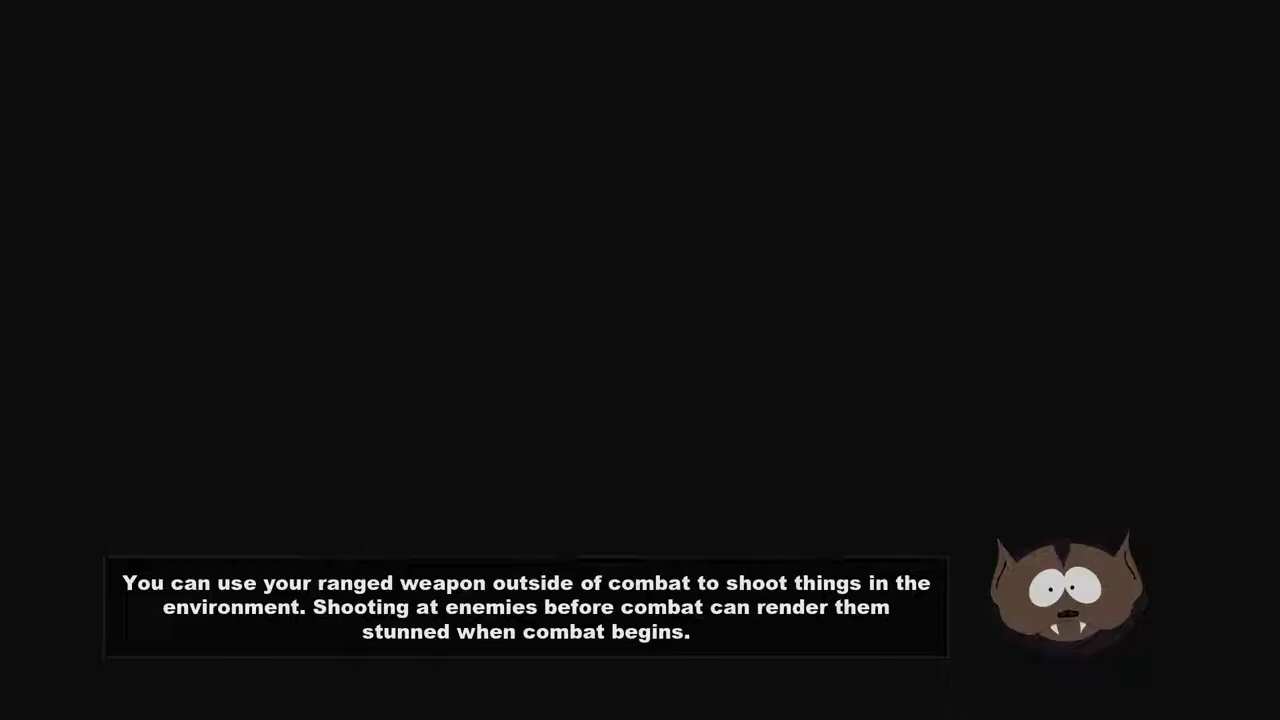 You can use your ranged weapon outside of combat to shoot things in the
environment. Shooting at enemies before combat can render them
stunned when combat begins.